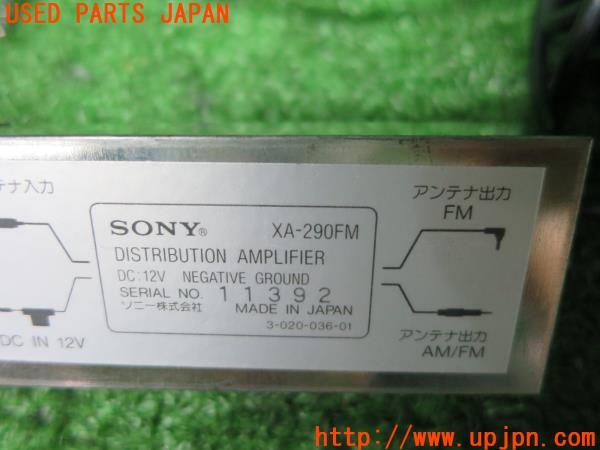 USED PARTS JAPAN
テナ入力
SONY® XA-290FM
DISTRIBUTION AMPLIFIER
DC:12V NEGATIVE GROUND
SERIAL NO. 11392
ソニー株式会社 MADE IN JAPAN
3-020-036-01
アンテナ出力
FM
DC IN 12V
アンテナ出力
AM/FM
http://www.upjpn.com